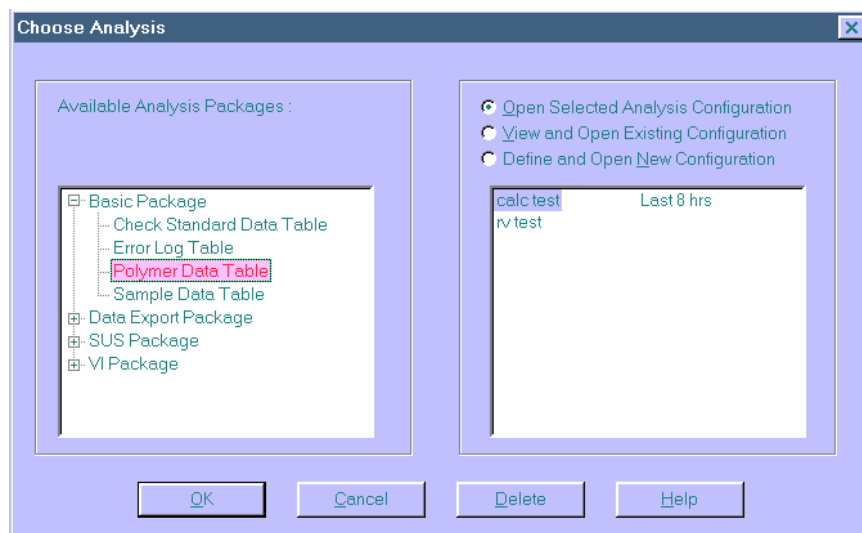 Choose Analysis
Available Analysis Packages :
Basic Package
Check Standard Data Table
Error Log Table
Polymer Data Table
Sample Data Table
Data Export Package
SUS Package
VI Package
Open Selected Analysis Configuration
View and Open Existing Configuration
Define and Open New Configuration
calc test Last 8 hrs
rv test
OK Cancel Delete Help